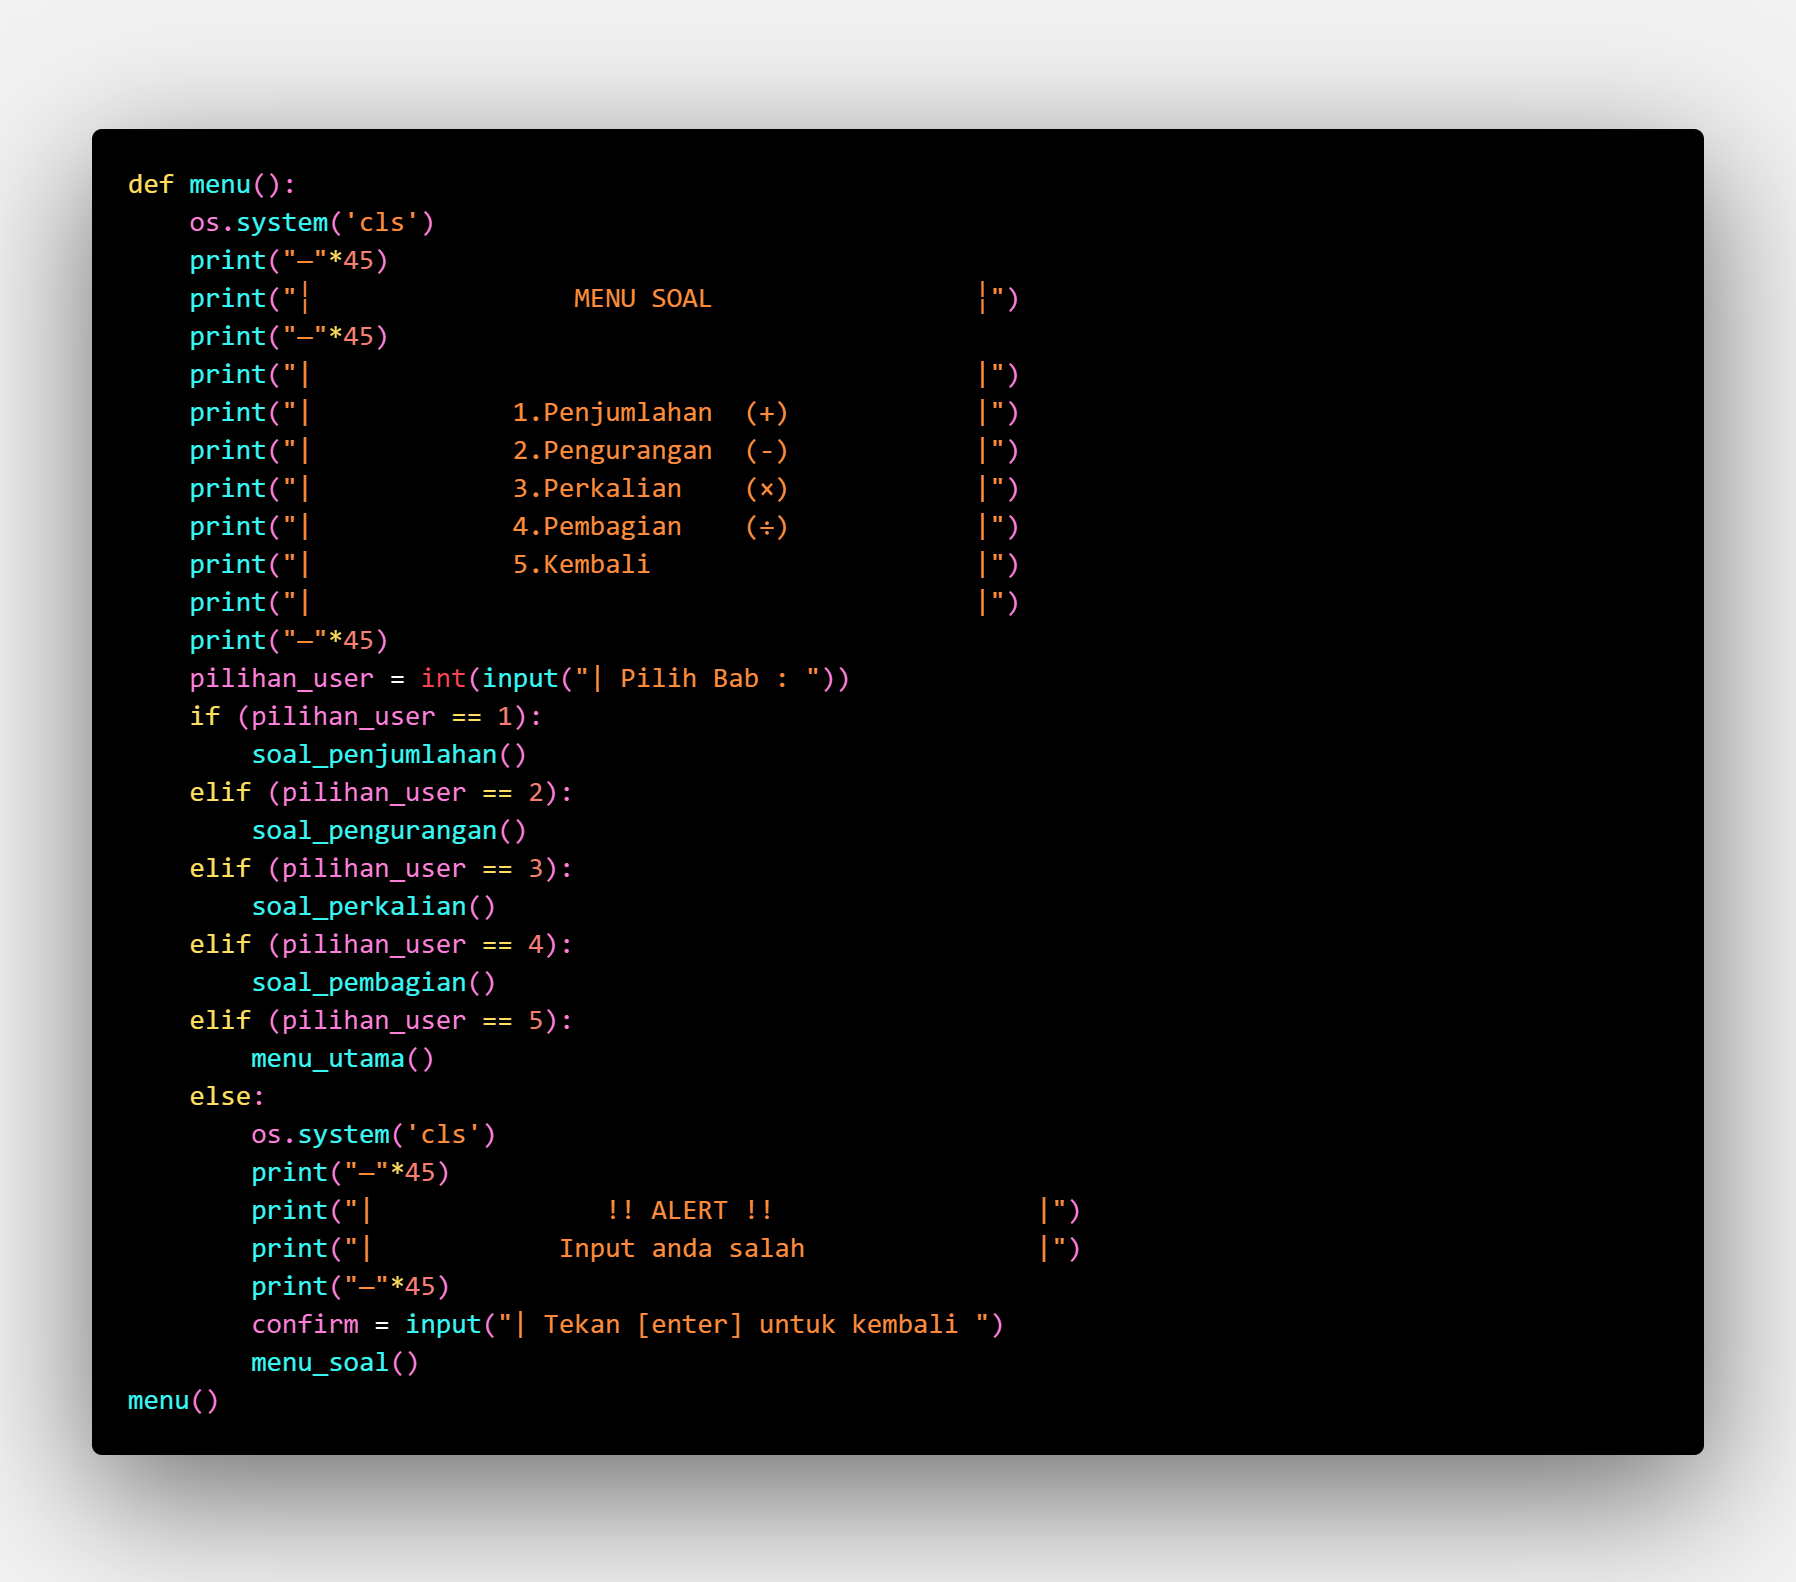 def menu():
    os.system('cls')
    print("—"*45)
    print("¦                 MENU SOAL                 ¦")
    print("—"*45)
    print("|                                           |")
    print("|             1.Penjumlahan  (+)            |")
    print("|             2.Pengurangan  (-)            |")
    print("|             3.Perkalian    (×)            |")
    print("|             4.Pembagian    (÷)            |")
    print("|             5.Kembali                     |")
    print("|                                           |")
    print("—"*45)
    pilihan_user = int(input("| Pilih Bab : "))
    if (pilihan_user == 1):
        soal_penjumlahan()
    elif (pilihan_user == 2):
        soal_pengurangan()
    elif (pilihan_user == 3):
        soal_perkalian()
    elif (pilihan_user == 4):
        soal_pembagian()
    elif (pilihan_user == 5):
        menu_utama()
    else:
        os.system('cls')
        print("—"*45)
        print("|               !! ALERT !!                 |")
        print("|            Input anda salah               |")
        print("—"*45)
        confirm = input("| Tekan [enter] untuk kembali ")
        menu_soal()
menu()